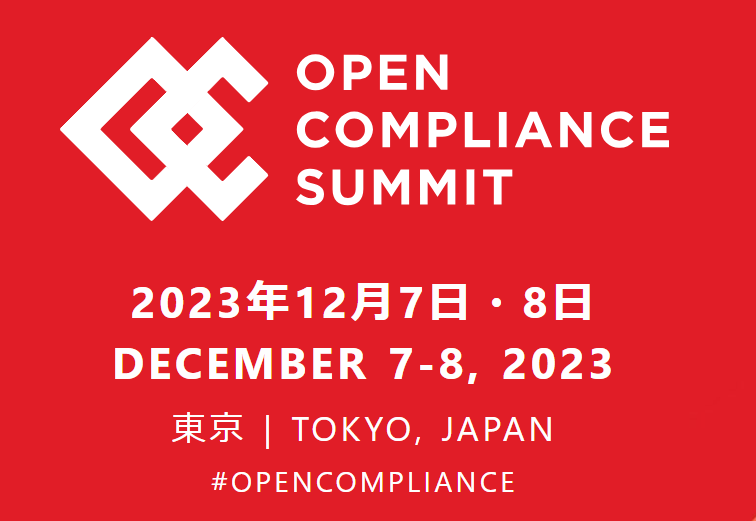 OPEN
COMPLIANCE
SUMMIT
2023年12月7日・8日
DECEMBER 7-8, 2023
東京 | TOKYO, JAPAN
#OPENCOMPLIANCE